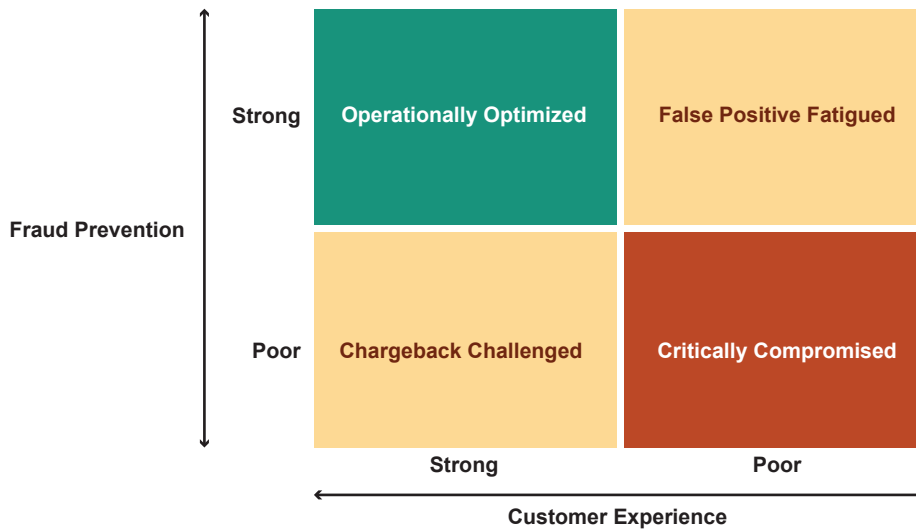 Strong
Operationally Optimized
False Positive Fatigued
Fraud Prevention
Poor
Chargeback Challenged
Critically Compromised
Strong
Poor
Customer Experience